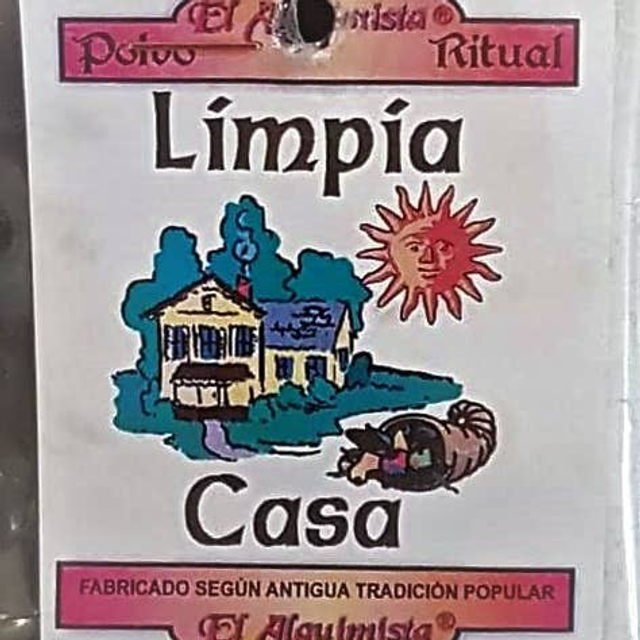 El Alquimista®
Polvo Ritual
Limpia
Casa
FABRICADO SEGÚN ANTIGUA TRADICIÓN POPULAR
El Alquimista®